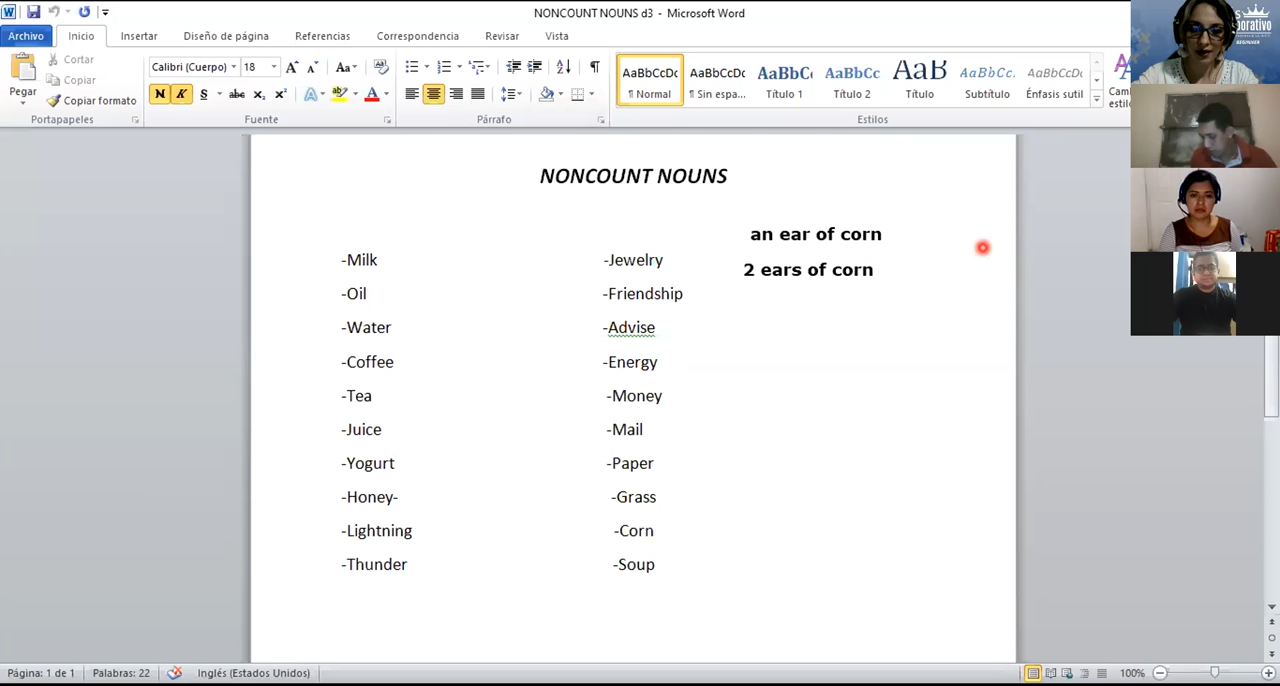 NONCOUNT NOUNS d3 - Microsoft Word
Archivo Inicio Insertar Diseño de página Referencias Correspondencia Revisar Vista
Pegar
Cortar
Copiar
Copiar formato
Portapapeles
Calibri (Cuerpo) 18
Fuente
Párrafo
AaBbCcDc AaBbCcDc AaBbC AaBbCc AaB AaBbCc. AaBbCcDc
¶ Normal ¶ Sin espa... Título 1 Título 2 Título Subtítulo Énfasis sutil
Estilos
orporativo
BEGINNER
NONCOUNT NOUNS
an ear of corn
2 ears of corn
-Milk -Jewelry
-Oil -Friendship
-Water -Advise
-Coffee -Energy
-Tea -Money
-Juice -Mail
-Yogurt -Paper
-Honey- -Grass
-Lightning -Corn
-Thunder -Soup
Página: 1 de 1 Palabras: 22 Inglés (Estados Unidos) 100%